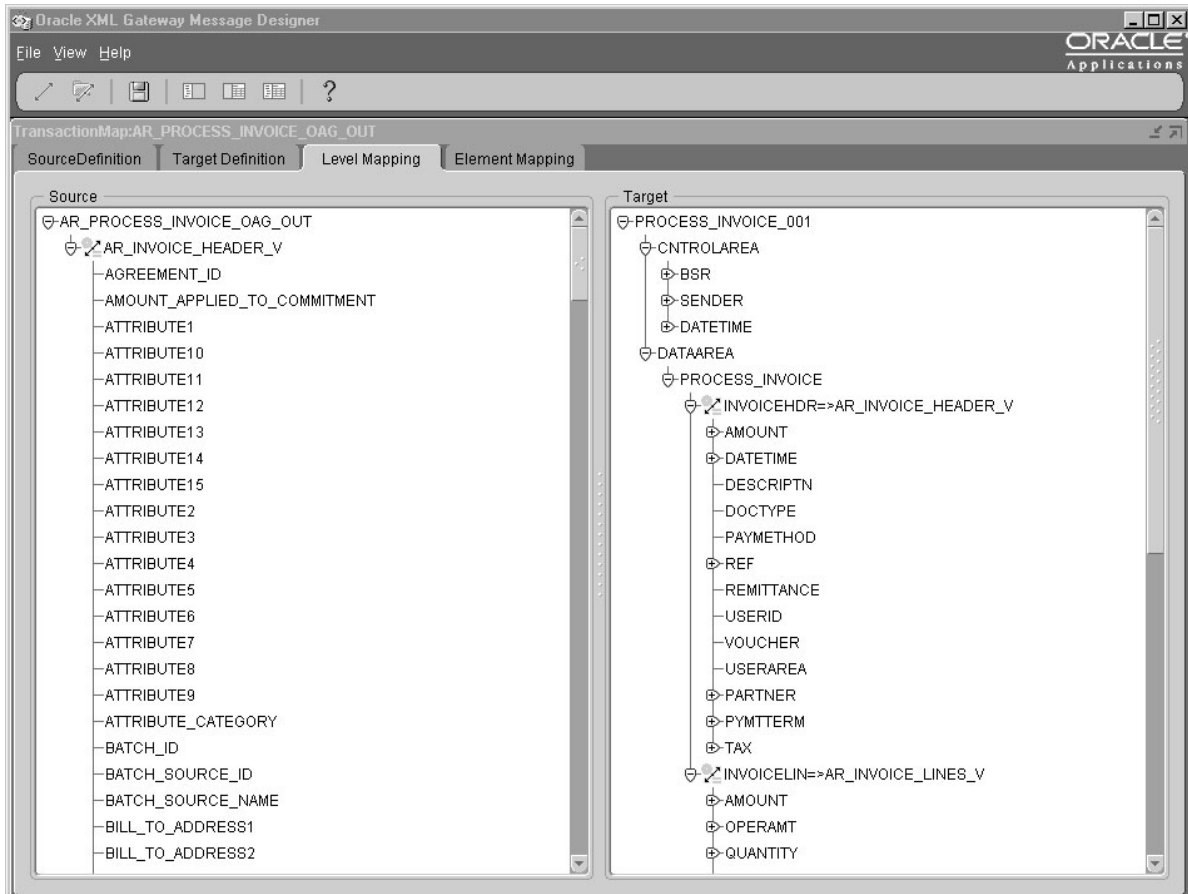 Oracle XML Gateway Message Designer
File View Help
ORACLE
Applications
?
TransactionMap:AR_PROCESS_INVOICE_OAG_OUT
SourceDefinition
Target Definition
Level Mapping
Element Mapping
Source
AR_PROCESS_INVOICE_OAG_OUT
AR_INVOICE_HEADER_V
AGREEMENT_ID
AMOUNT_APPLIED_TO_COMMITMENT
ATTRIBUTE1
ATTRIBUTE10
ATTRIBUTE11
ATTRIBUTE12
ATTRIBUTE13
ATTRIBUTE14
ATTRIBUTE15
ATTRIBUTE2
ATTRIBUTE3
ATTRIBUTE4
ATTRIBUTE5
ATTRIBUTE6
ATTRIBUTE7
ATTRIBUTE8
ATTRIBUTE9
ATTRIBUTE_CATEGORY
BATCH_ID
BATCH_SOURCE_ID
BATCH_SOURCE_NAME
BILL_TO_ADDRESS1
BILL_TO_ADDRESS2
Target
PROCESS_INVOICE_001
CNTROLAREA
BSR
SENDER
DATETIME
DATAAREA
PROCESS_INVOICE
INVOICEHDR=>AR_INVOICE_HEADER_V
AMOUNT
DATETIME
DESCRIPTN
DOCTYPE
PAYMETHOD
REF
REMITTANCE
USERID
VOUCHER
USERAREA
PARTNER
PYMTTERM
TAX
INVOICELIN=>AR_INVOICE_LINES_V
AMOUNT
OPERAMT
QUANTITY